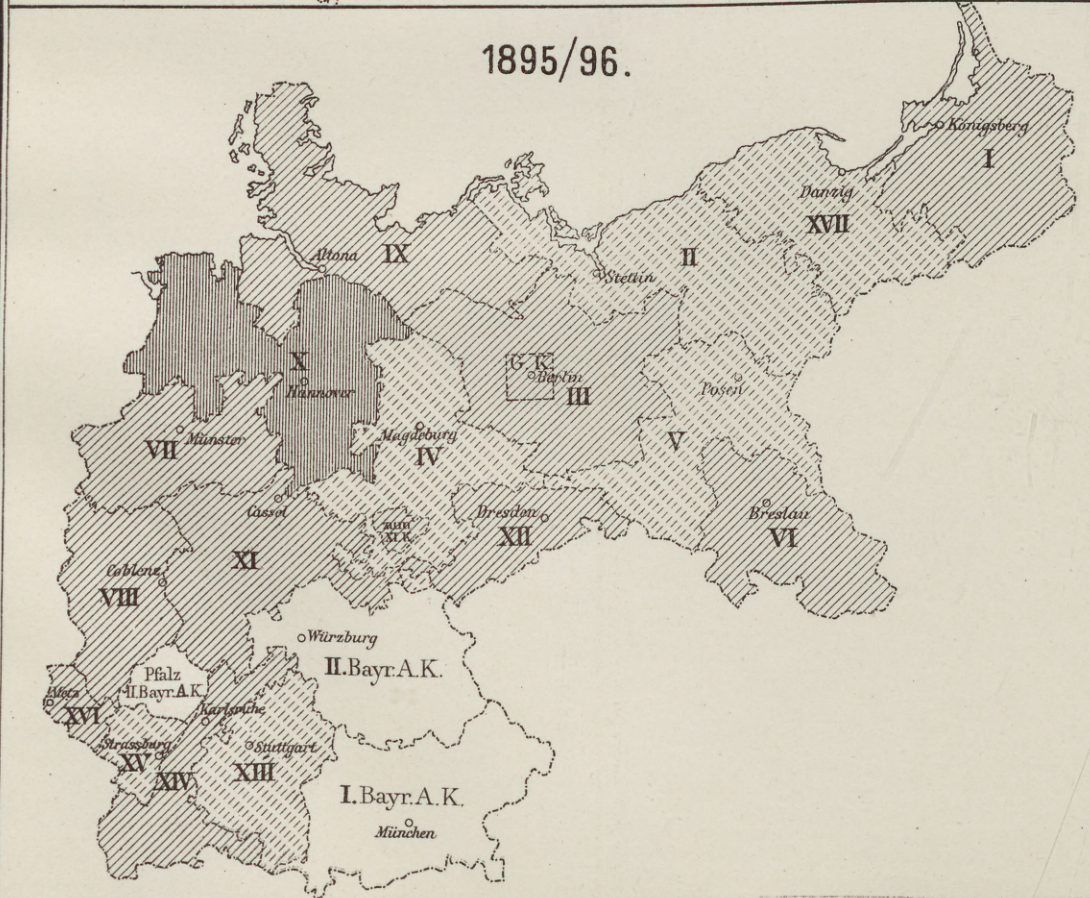 1895/96.
Königsberg
I
Danzig
XVII
II
Altona
IX
Stettin
X
Hannover
G. K.
Berlin
III
Posen
V
Münster
VII
Magdeburg
IV
Cassel
zum
XI.K.
Dresden
XII
Breslau
VI
XI
Coblenz
VIII
Würzburg
II.Bayr.A.K.
Pfalz
II.Bayr.A.K.
Metz
XVI
Karlsruhe
Strassburg
XV
XIV
Stuttgart
XIII
I.Bayr.A.K.
München